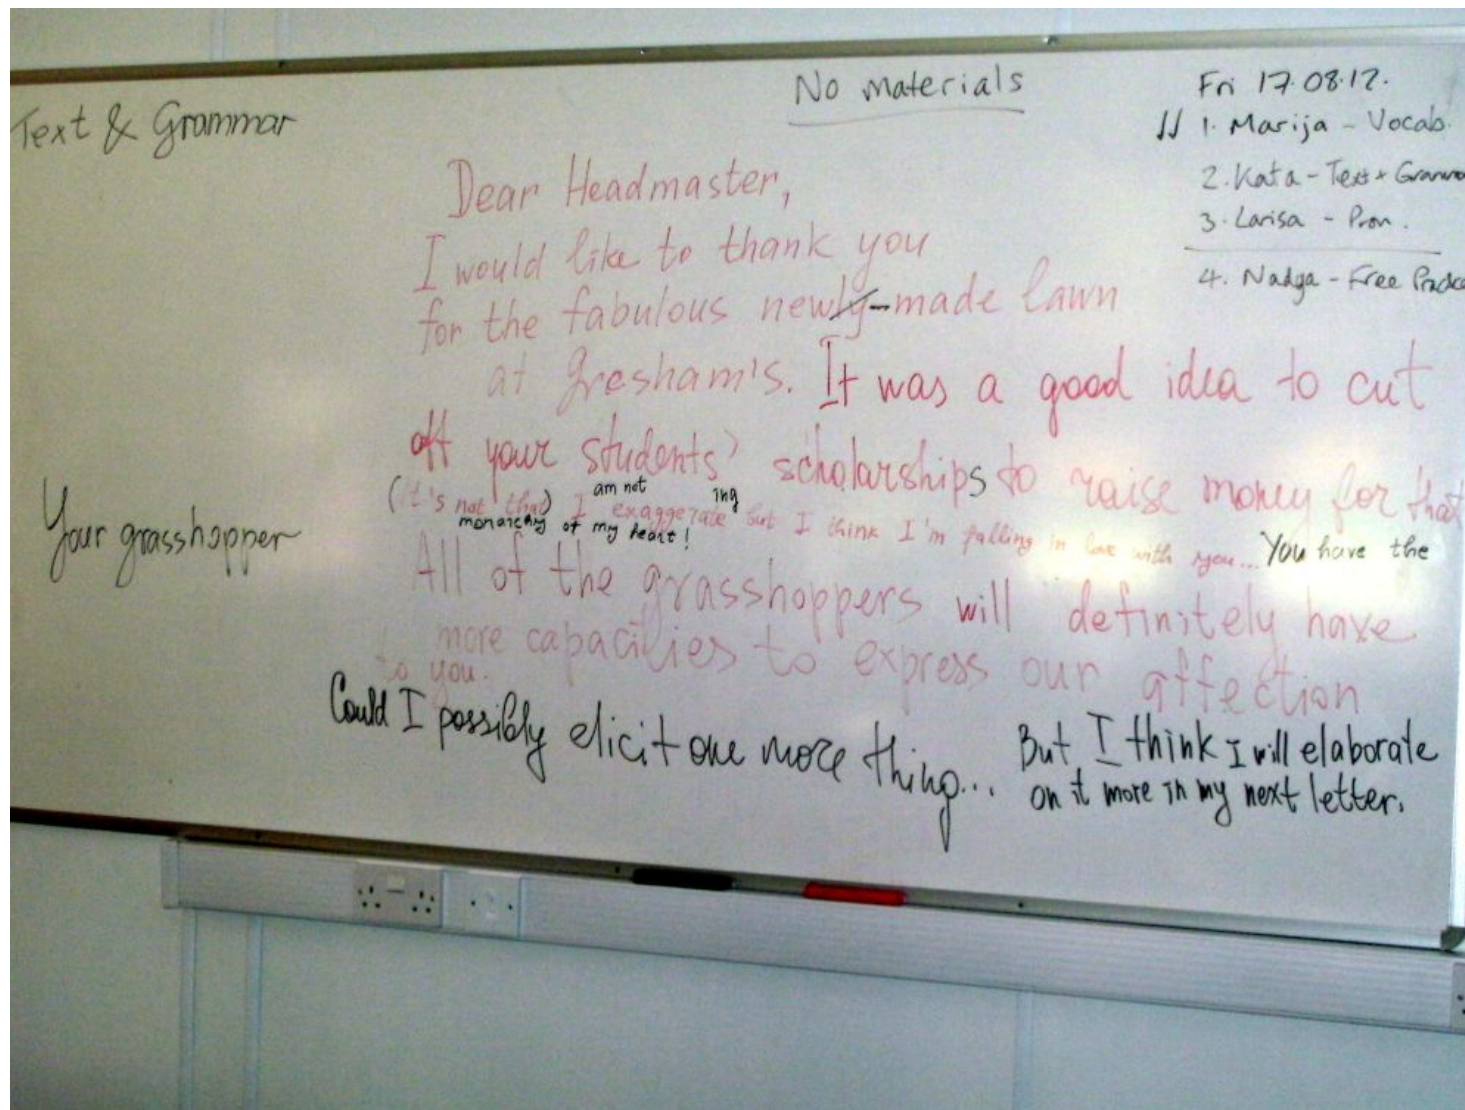 Text & Grammar
No materials
Fri 17.08.12.
1. Marija - Vocab.
2. Kata - Text + Gramma
3. Larisa - Pron.
4. Nadya - Free Practice
Dear Headmaster,
I would like to thank you
for the fabulous newly-made lawn
at Gresham's. It was a good idea to cut
off your students' scholarships to raise money for that
am not ing
(It's not that) I exaggerate but I think I'm falling in love with you... You have the
monarchy of my heart!
All of the grasshoppers will definitely have
more capacities to express our affection
to you.
Could I possibly elicit one more thing... But I think I will elaborate
on it more in my next letter.
Your grasshopper